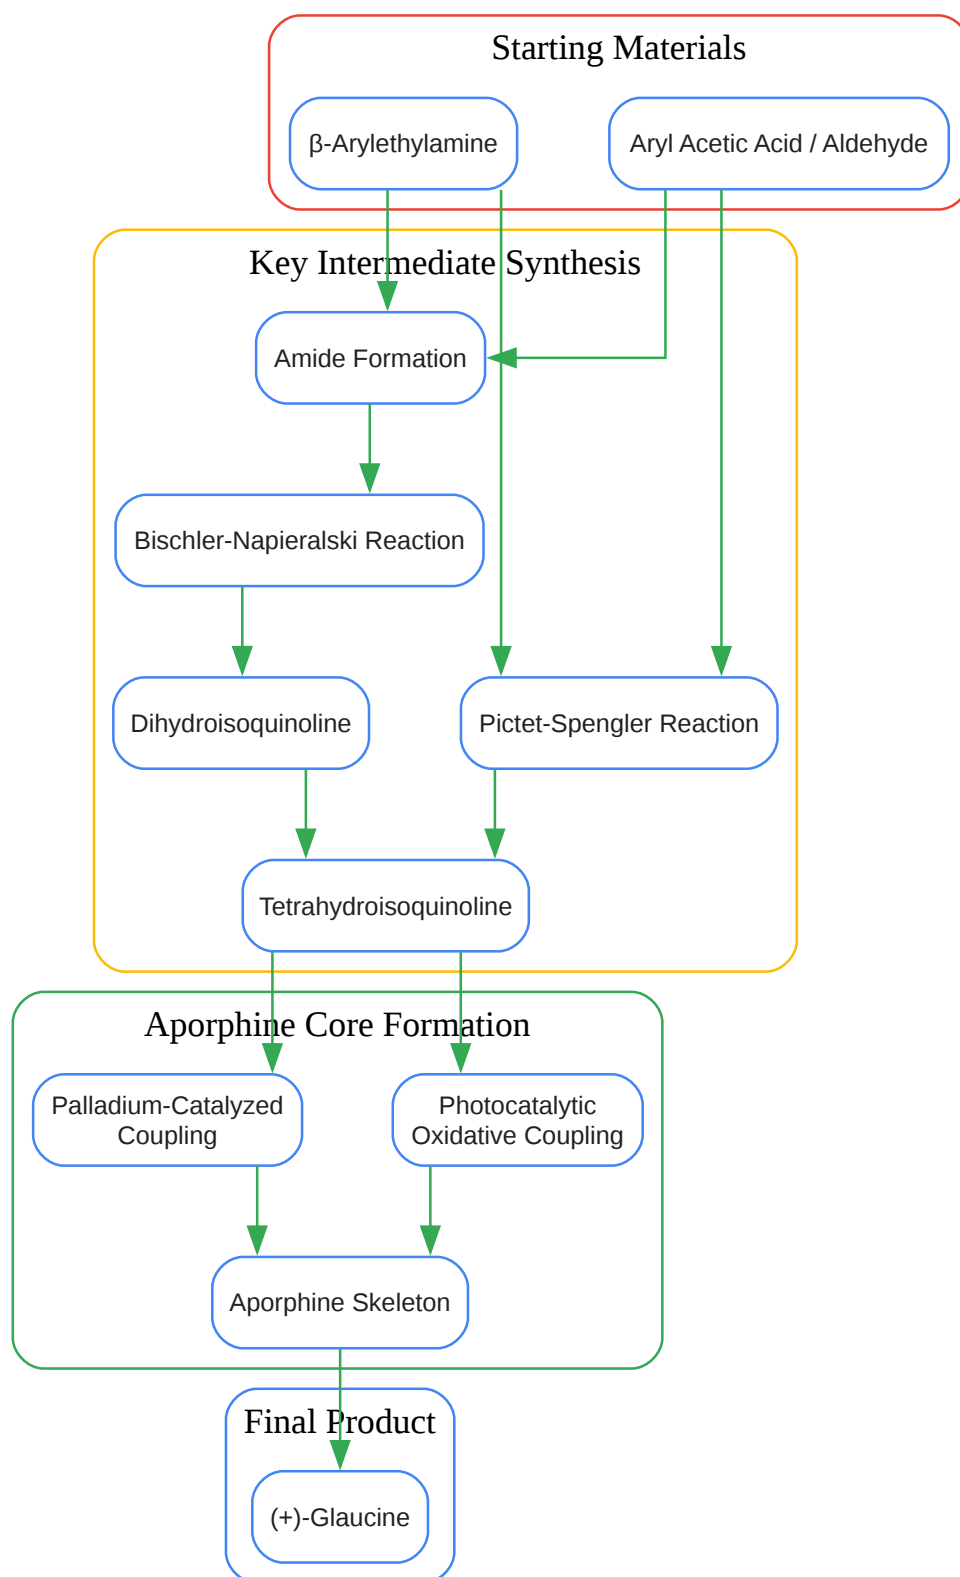 Starting Materials
β-Arylethylamine
Aryl Acetic Acid / Aldehyde
Key Intermediate Synthesis
Amide Formation
Bischler-Napieralski Reaction
Dihydroisoquinoline
Pictet-Spengler Reaction
Tetrahydroisoquinoline
Aporphine Core Formation
Palladium-Catalyzed
Coupling
Photocatalytic
Oxidative Coupling
Aporphine Skeleton
Final Product
(+)-Glaucine